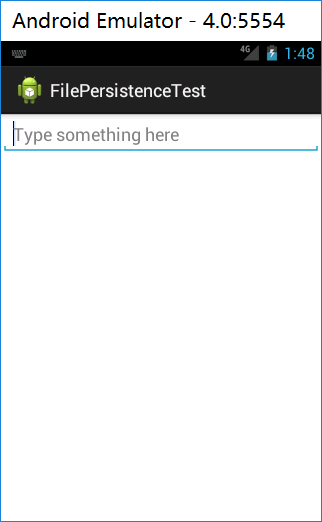 Android Emulator - 4.0:5554
4G 1:48
FilePersistenceTest
Type something here